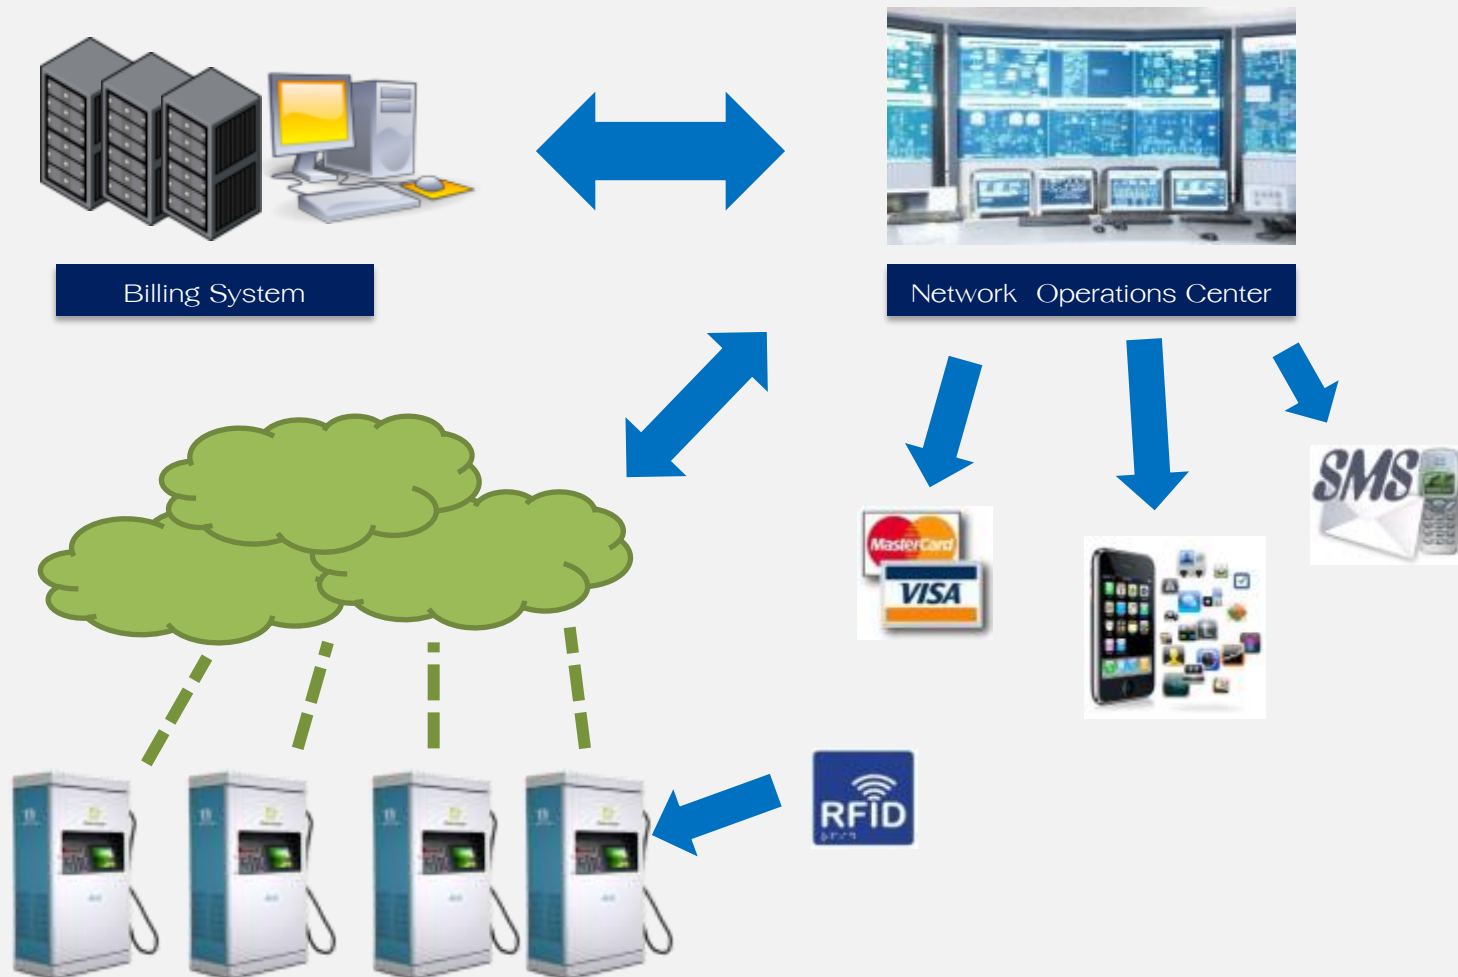 Billing System
Network Operations Center
SMS
MasterCard
VISA
RFID